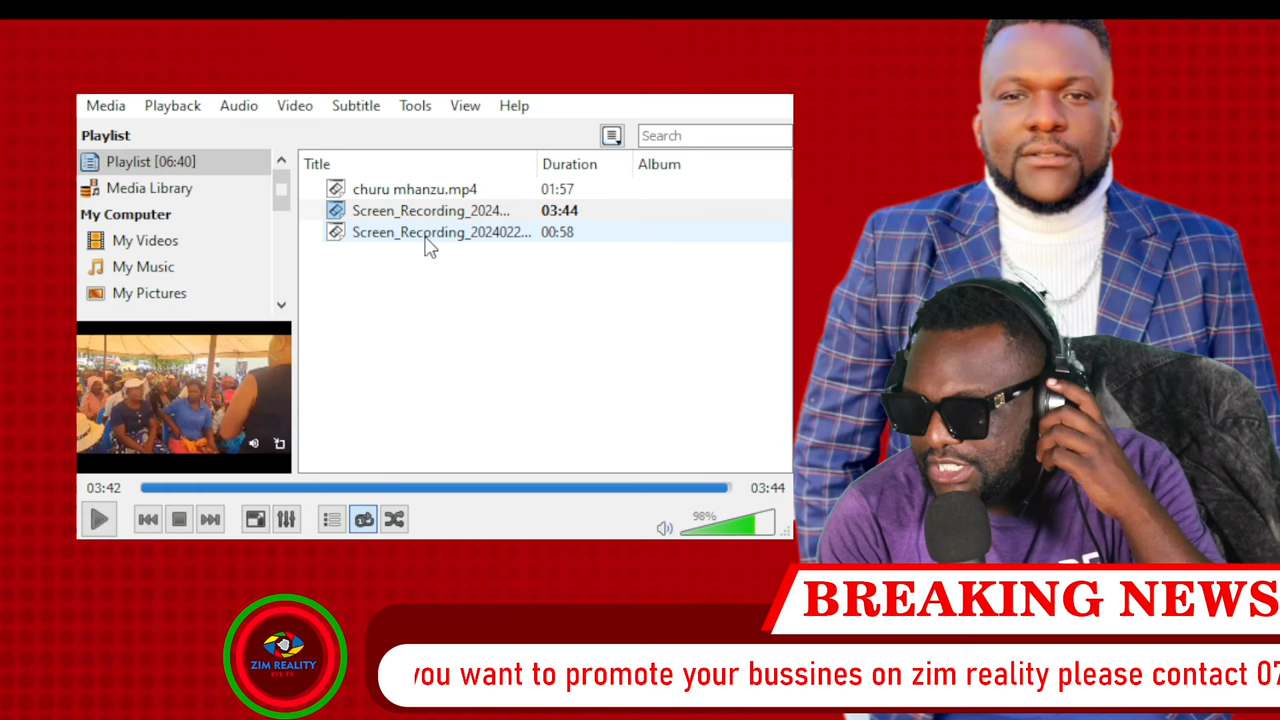 Media Playback Audio Video Subtitle Tools View Help
Playlist
Search
Playlist [06:40]
Media Library
My Computer
My Videos
My Music
My Pictures
Title Duration Album
churu mhanzu.mp4 01:57
Screen_Recording_2024... 03:44
Screen_Recording_2024022... 00:58
03:42 03:44
98%
BREAKING NEWS
ZIM REALITY
EYE TV
you want to promote your bussines on zim reality please contact 07